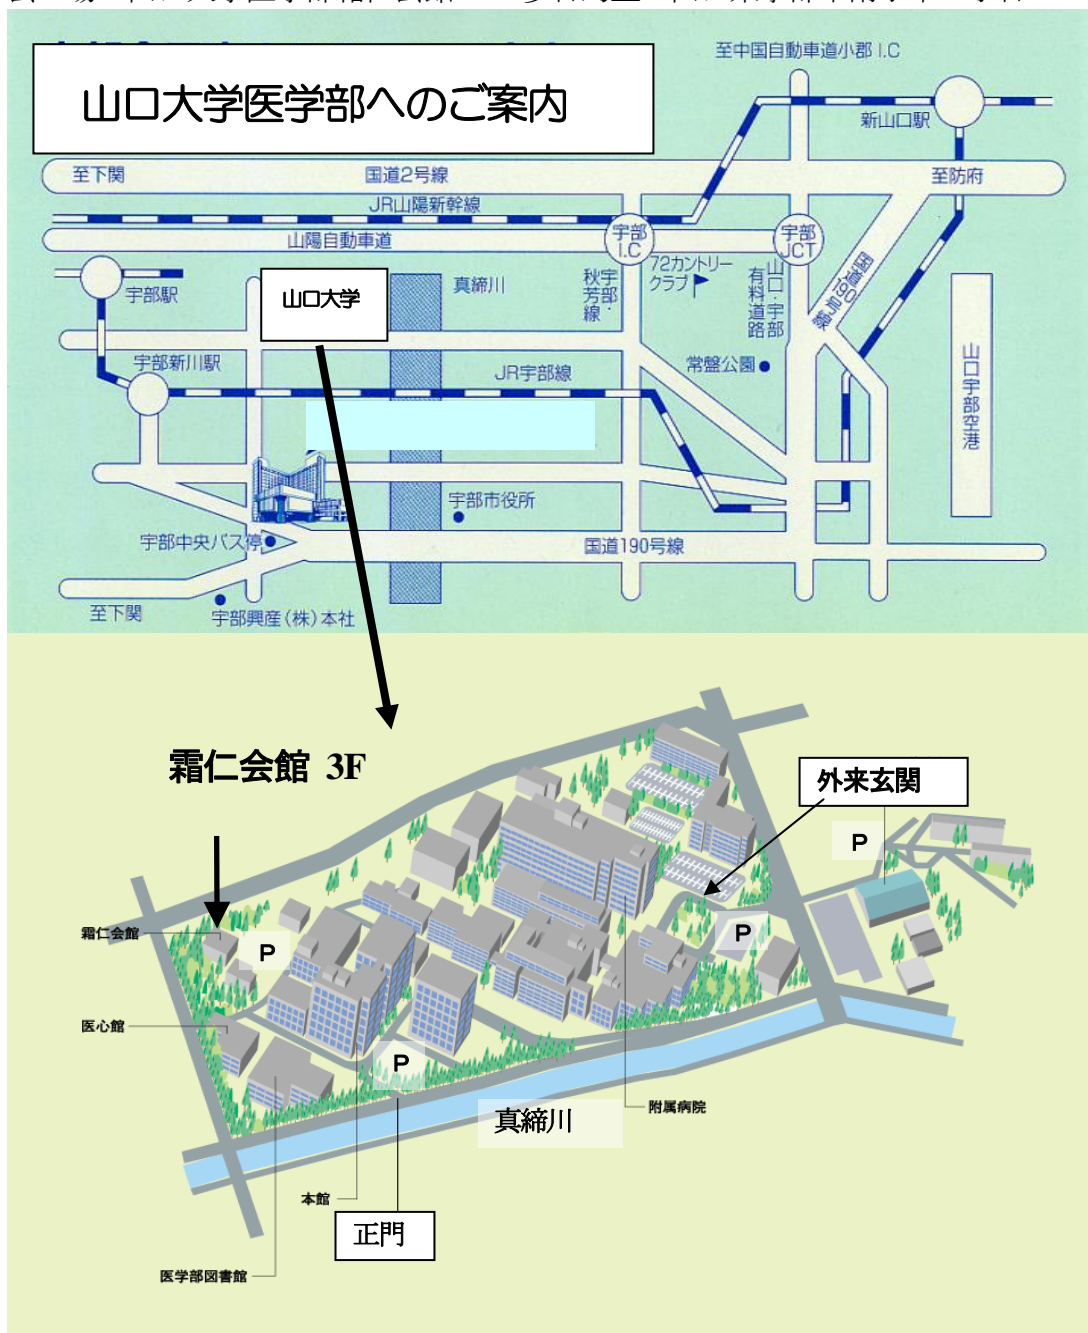 山口大学医学部へのご案内
至中国自動車道小郡 I.C
新山口駅
至下関
国道2号線
至防府
JR山陽新幹線
山陽自動車道
宇部
I.C
宇部
JCT
宇部駅
山口大学
真締川
宇部・
秋芳線
72カントリー
クラブ
山口・宇部
有料道路
国道190号線
宇部新川駅
JR宇部線
常盤公園
山口宇部空港
宇部市役所
宇部中央バス停
国道190号線
至下関
宇部興産(株)本社
霜仁会館 3F
外来玄関
P
霜仁会館
P
P
医心館
P
附属病院
真締川
本館
正門
医学部図書館